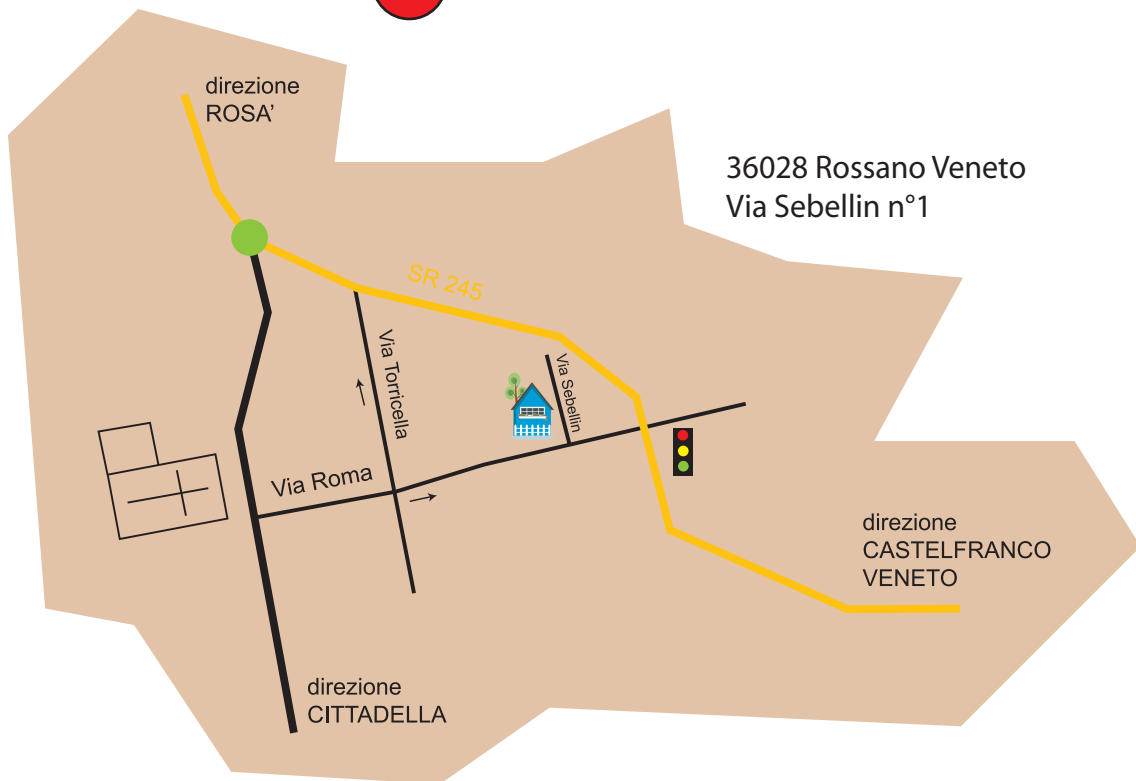 direzione
ROSA'
36028 Rossano Veneto
Via Sebellin n°1
SR 245
Via Torricella
Via Sebellin
Via Roma
direzione
CASTELFRANCO
VENETO
direzione
CITTADELLA